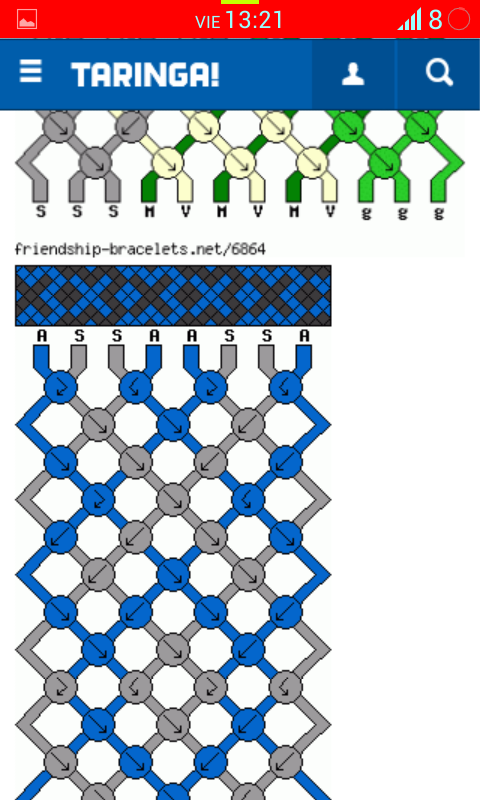 VIE 13:21 8
TARINGA!
S S S M V M V M V g g g
friendship-bracelets.net/6864
A S S A A S S A